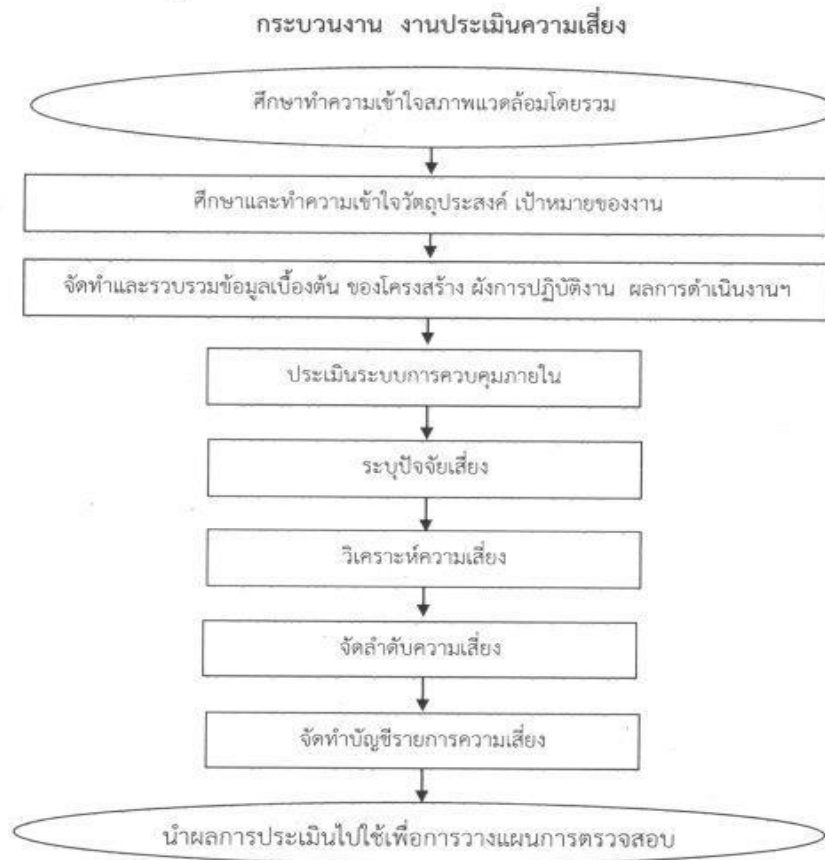 กระบวนงาน งานประเมินความเสี่ยง
ศึกษาทำความเข้าใจสภาพแวดล้อมโดยรวม
ศึกษาและทำความเข้าใจวัตถุประสงค์ เป้าหมายของงาน
จัดทำและรวบรวมข้อมูลเบื้องต้น ของโครงสร้าง ผังการปฏิบัติงาน ผลการดำเนินงานฯ
ประเมินระบบการควบคุมภายใน
ระบุปัจจัยเสี่ยง
วิเคราะห์ความเสี่ยง
จัดลำดับความเสี่ยง
จัดทำบัญชีรายการความเสี่ยง
นำผลการประเมินไปใช้เพื่อการวางแผนการตรวจสอบ